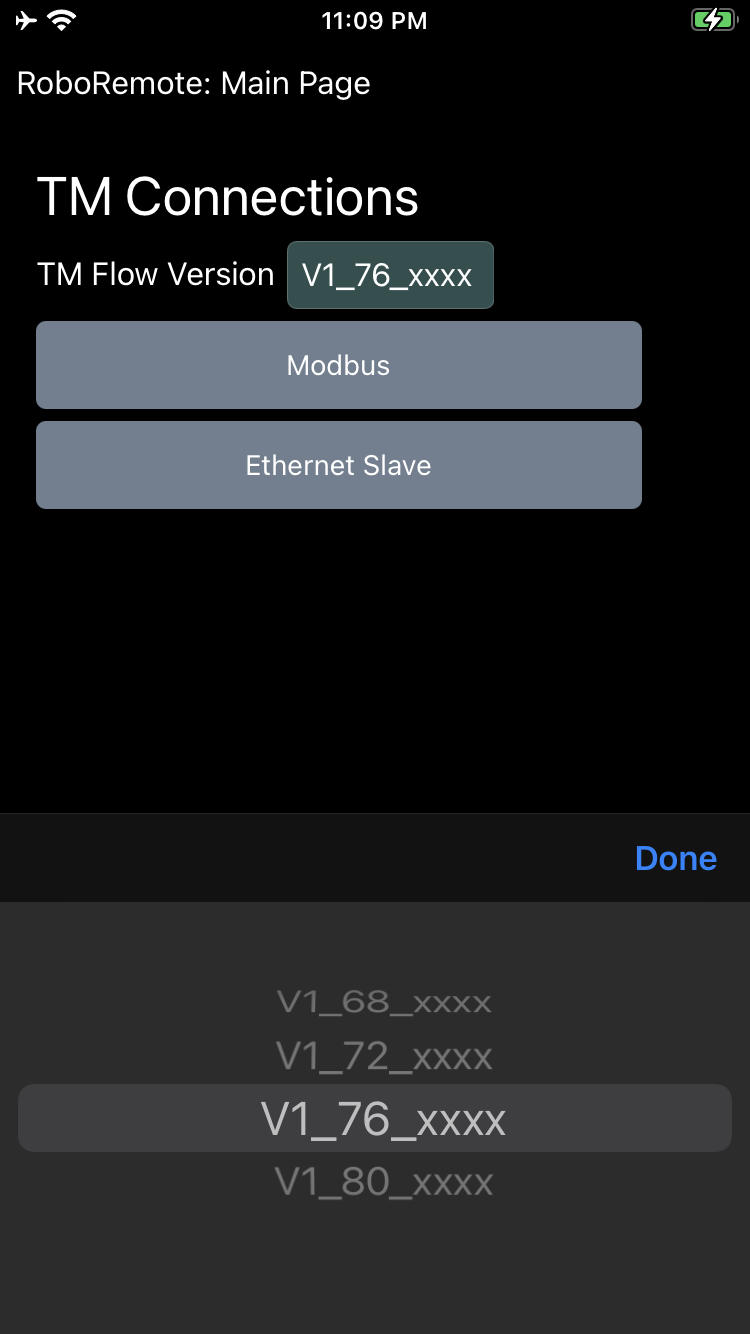 11:09 PM
RoboRemote: Main Page
TM Connections
TM Flow Version V1_76_xxxx
Modbus
Ethernet Slave
Done
V1_68_xxxx
V1_72_xxxx
V1_76_xxxx
V1_80_xxxx